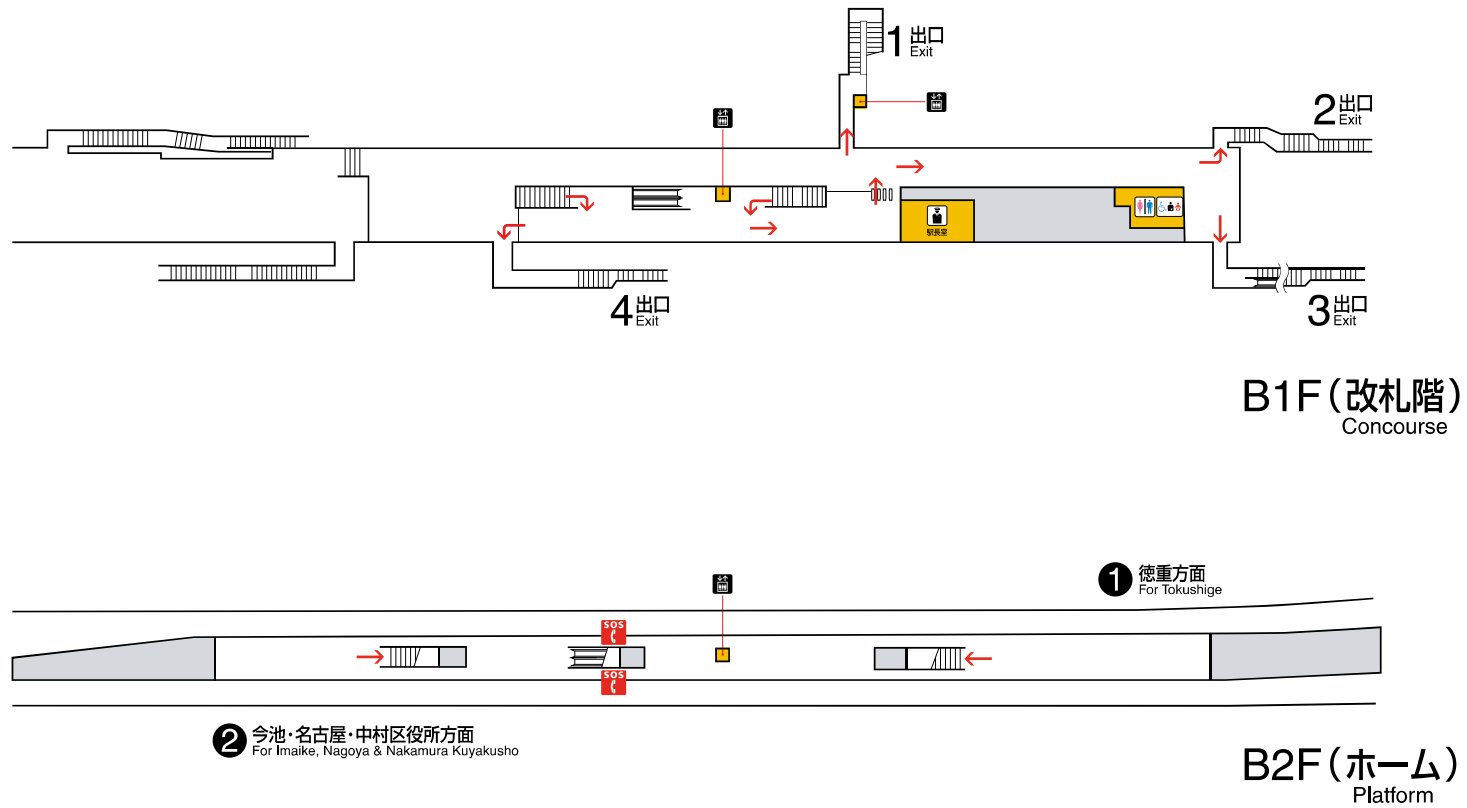 1 出口
Exit
2 出口
Exit
駅長室
4 出口
Exit
3 出口
Exit
B1F(改札階)
Concourse
1 徳重方面
For Tokushige
SOS
SOS
2 今池・名古屋・中村区役所方面
For Imaike, Nagoya & Nakamura Kuyakusho
B2F(ホーム)
Platform